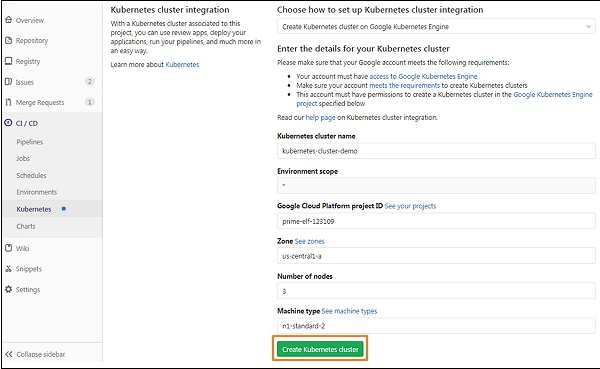 Overview
Repository
Registry
Issues 2
Merge Requests 1
CI / CD
Pipelines
Jobs
Schedules
Environments
Kubernetes
Charts
Wiki
Snippets
Settings
Collapse sidebar
Kubernetes cluster integration
With a Kubernetes cluster associated to this
project, you can use review apps, deploy your
applications, run your pipelines, and much more in
an easy way.
Learn more about Kubernetes
Choose how to set up Kubernetes cluster integration
Create Kubernetes cluster on Google Kubernetes Engine
Enter the details for your Kubernetes cluster
Please make sure that your Google account meets the following requirements:
• Your account must have access to Google Kubernetes Engine
• Make sure your account meets the requirements to create Kubernetes clusters
• This account must have permissions to create a Kubernetes cluster in the Google Kubernetes Engine
project specified below
Read our help page on Kubernetes cluster integration.
Kubernetes cluster name
kubernetes-cluster-demo
Environment scope
*
Google Cloud Platform project ID See your projects
prime-elf-123109
Zone See zones
us-central1-a
Number of nodes
3
Machine type See machine types
n1-standard-2
Create Kubernetes cluster